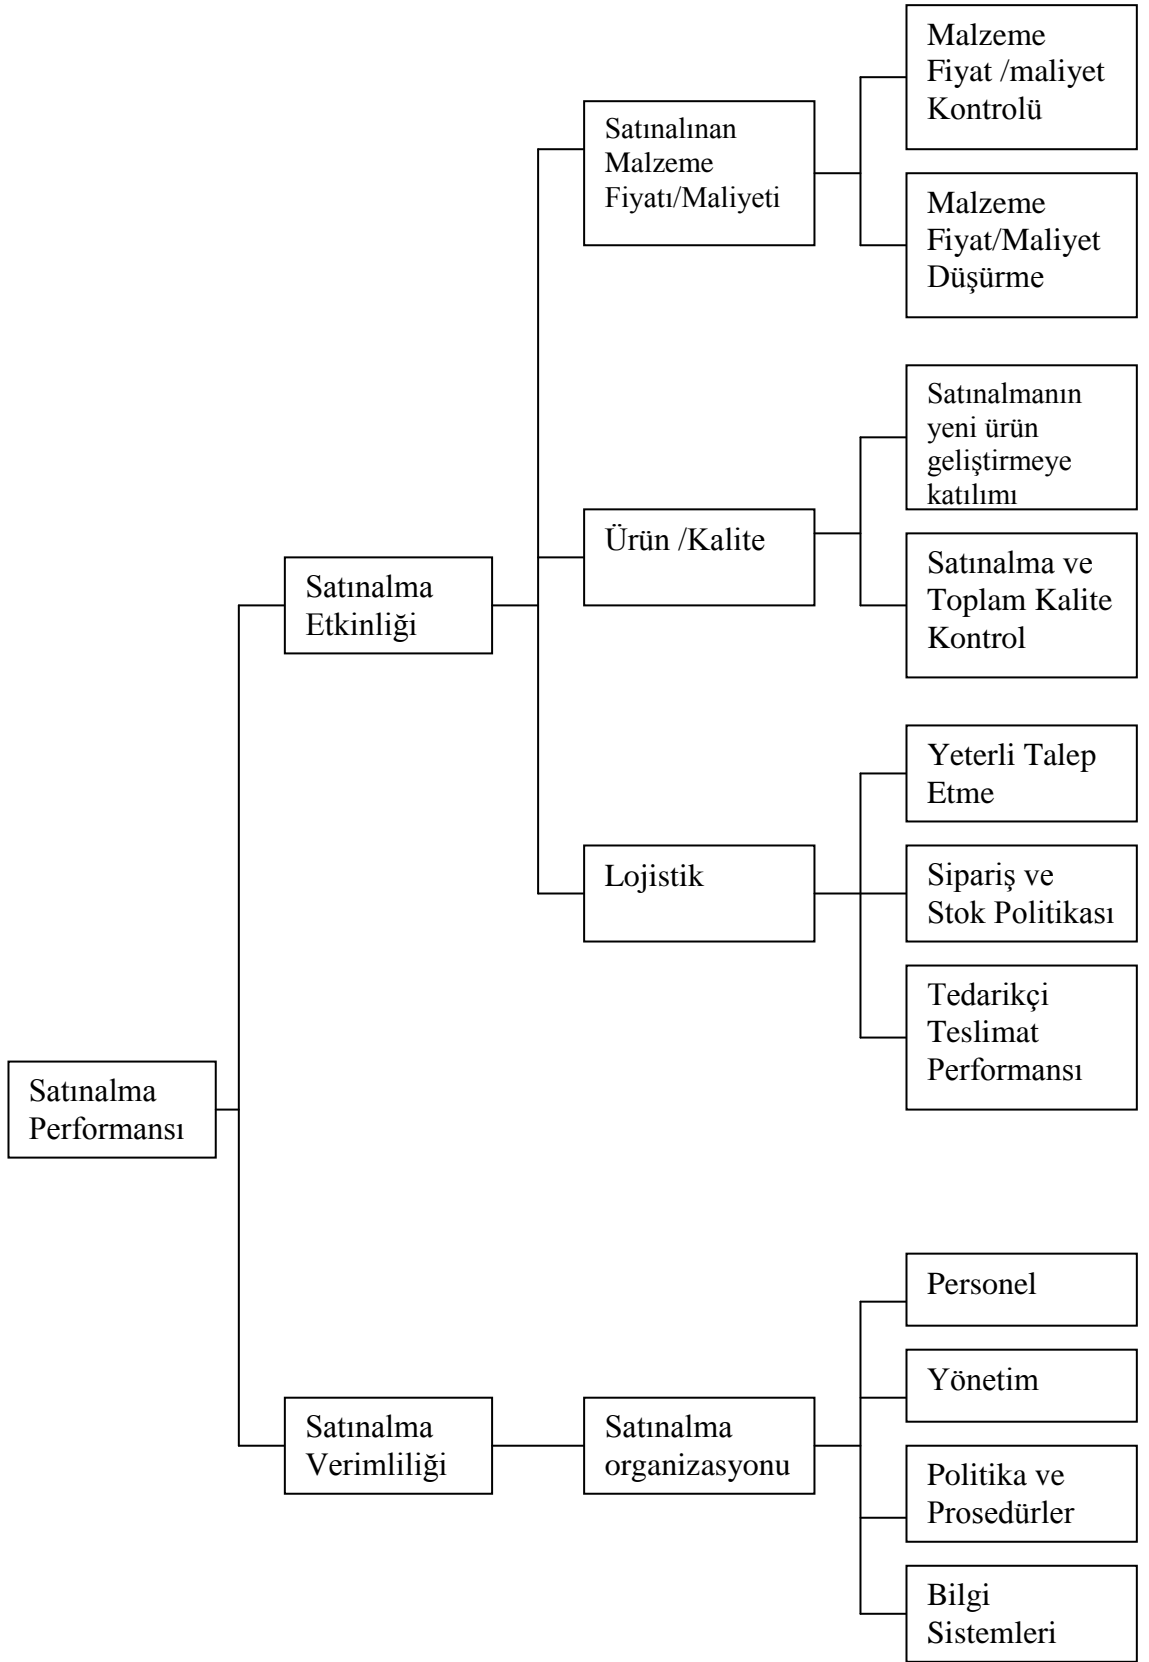 Malzeme
Fiyat /maliyet
Kontrolü
Satınalınan
Malzeme
Fiyatı/Maliyeti
Malzeme
Fiyat/Maliyet
Düşürme
Satınalmanın
yeni ürün
geliştirmeye
katılımı
Ürün /Kalite
Satınalma
Etkinliği
Satınalma ve
Toplam Kalite
Kontrol
Yeterli Talep
Etme
Lojistik
Sipariş ve
Stok Politikası
Tedarikçi
Teslimat
Performansı
Satınalma
Performansı
Personel
Yönetim
Satınalma
Verimliliği
Satınalma
organizasyonu
Politika ve
Prosedürler
Bilgi
Sistemleri